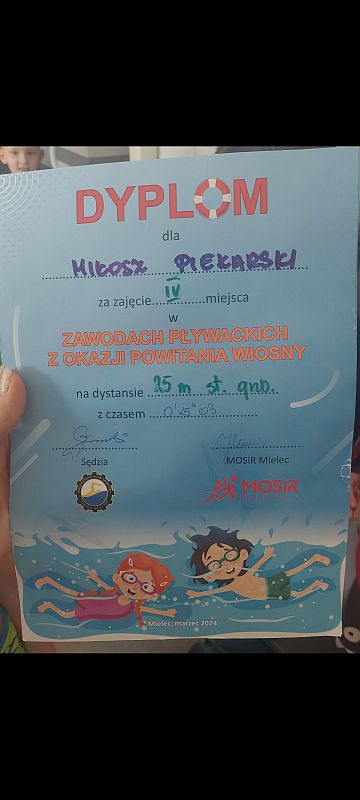 DYPLOM
dla
MIŁOSZ PIEKARSKI
za zajęcie IV miejsca
w
ZAWODACH PŁYWACKICH
Z OKAZJI POWITANIA WIOSNY
na dystansie 25 m st. grzb.
z czasem 0'25"03
Sędzia MOSiR Mielec
MOSiR
Mielec, marzec 2024